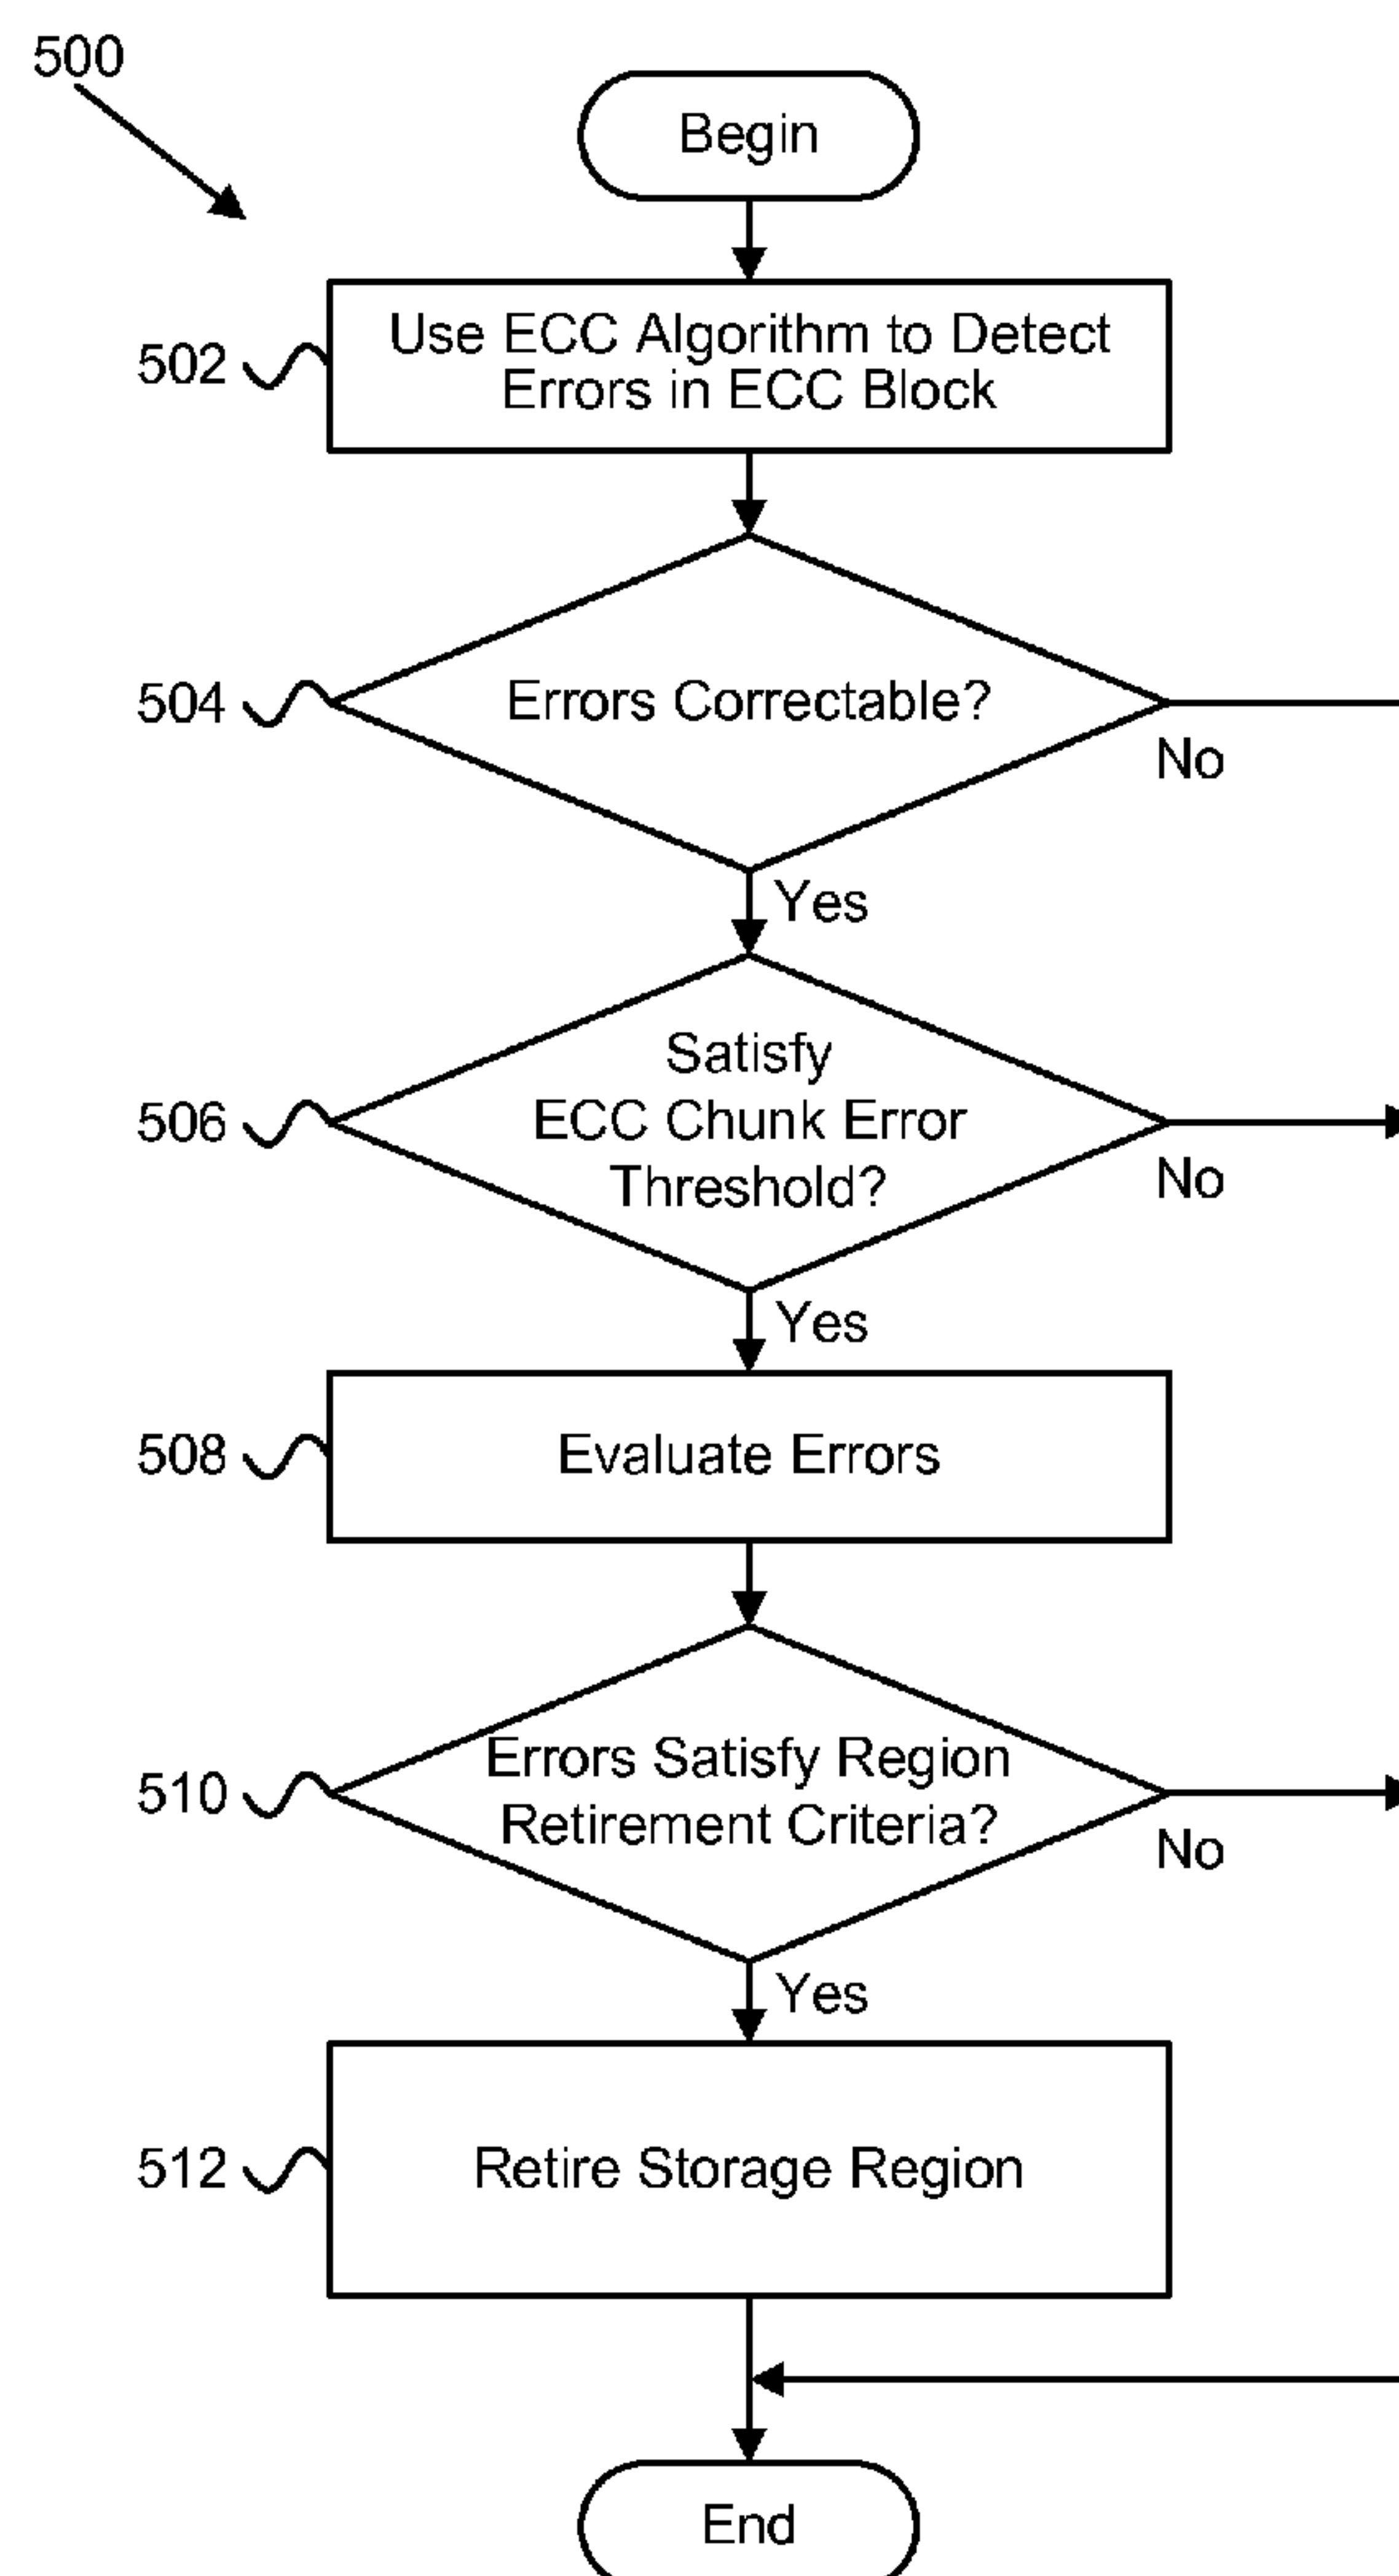 500
Begin
502
Use ECC Algorithm to Detect
Errors in ECC Block
504
Errors Correctable?
No
Yes
506
Satisfy
ECC Chunk Error
Threshold?
No
Yes
508
Evaluate Errors
510
Errors Satisfy Region
Retirement Criteria?
No
Yes
512
Retire Storage Region
End